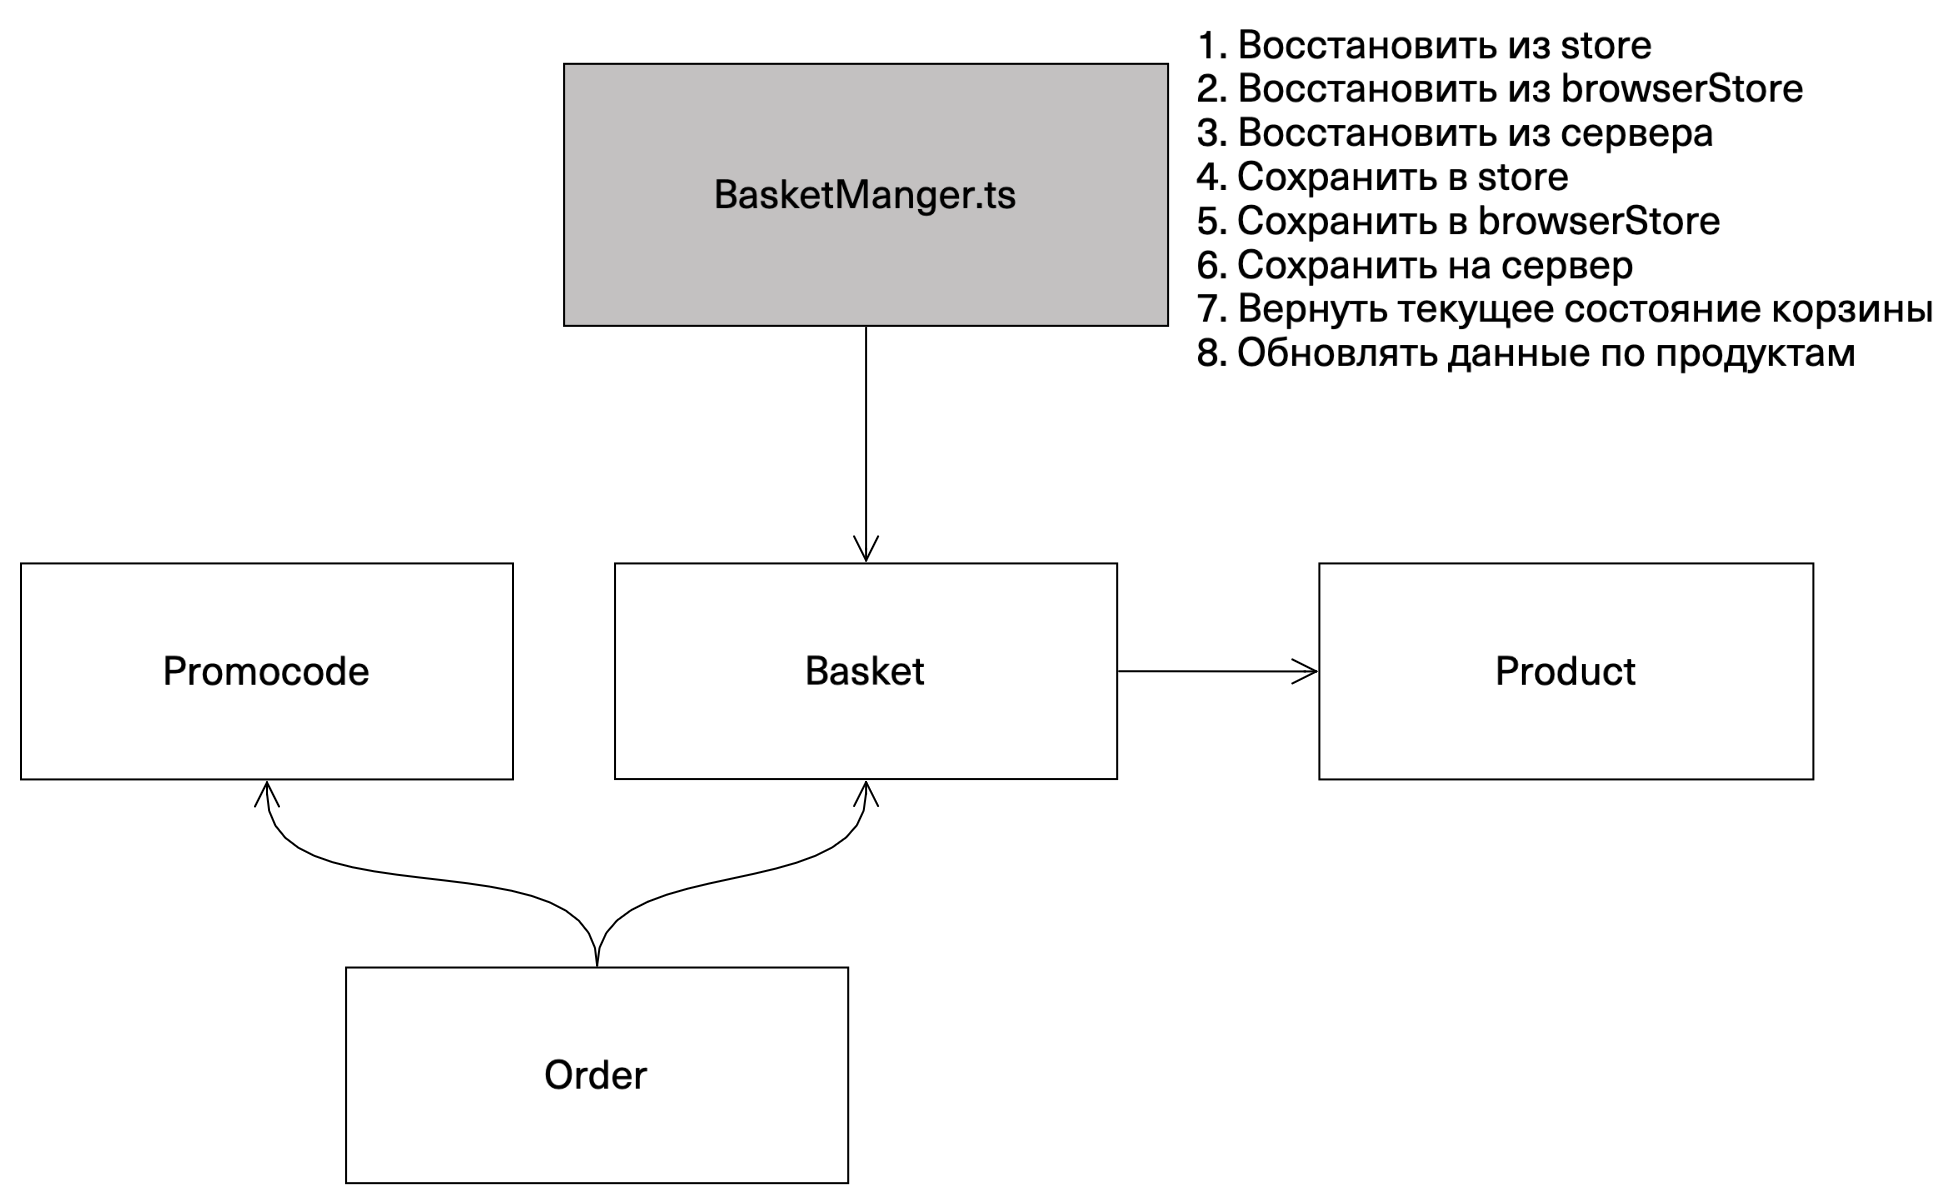 1. Восстановить из store
2. Восстановить из browserStore
3. Восстановить из сервера
4. Сохранить в store
5. Сохранить в browserStore
6. Сохранить на сервер
7. Вернуть текущее состояние корзины
8. Обновлять данные по продуктам
BasketManger.ts
Promocode
Basket
Product
Order